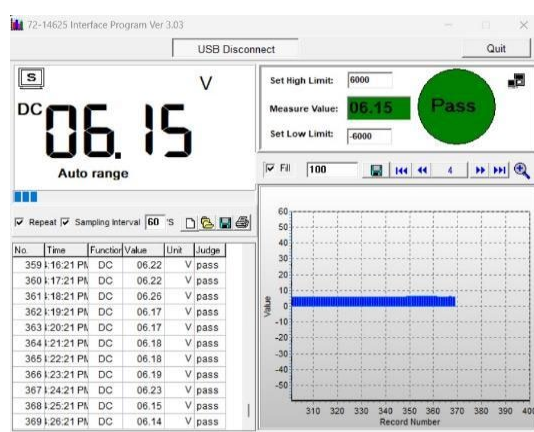 72-14625 Interface Program Ver 3.03
USB Disconnect
Quit
S
V
DC
06.15
Auto range
Set High Limit: 6000
Measure Value: 06.15
Set Low Limit: -6000
Pass
Repeat Sampling Interval 60 'S
Fill 100
4
No. Time Function Value Unit Judge
359 :16:21 PM DC 06.22 V pass
360 :17:21 PM DC 06.22 V pass
361 :18:21 PM DC 06.26 V pass
362 :19:21 PM DC 06.17 V pass
363 :20:21 PM DC 06.17 V pass
364 :21:21 PM DC 06.18 V pass
365 :22:21 PM DC 06.18 V pass
366 :23:21 PM DC 06.19 V pass
367 :24:21 PM DC 06.23 V pass
368 :25:21 PM DC 06.15 V pass
369 :26:21 PM DC 06.14 V pass
Value
60
50
40
30
20
10
0
-10
-20
-30
-40
-50
310 320 330 340 350 360 370 380 390 400
Record Number